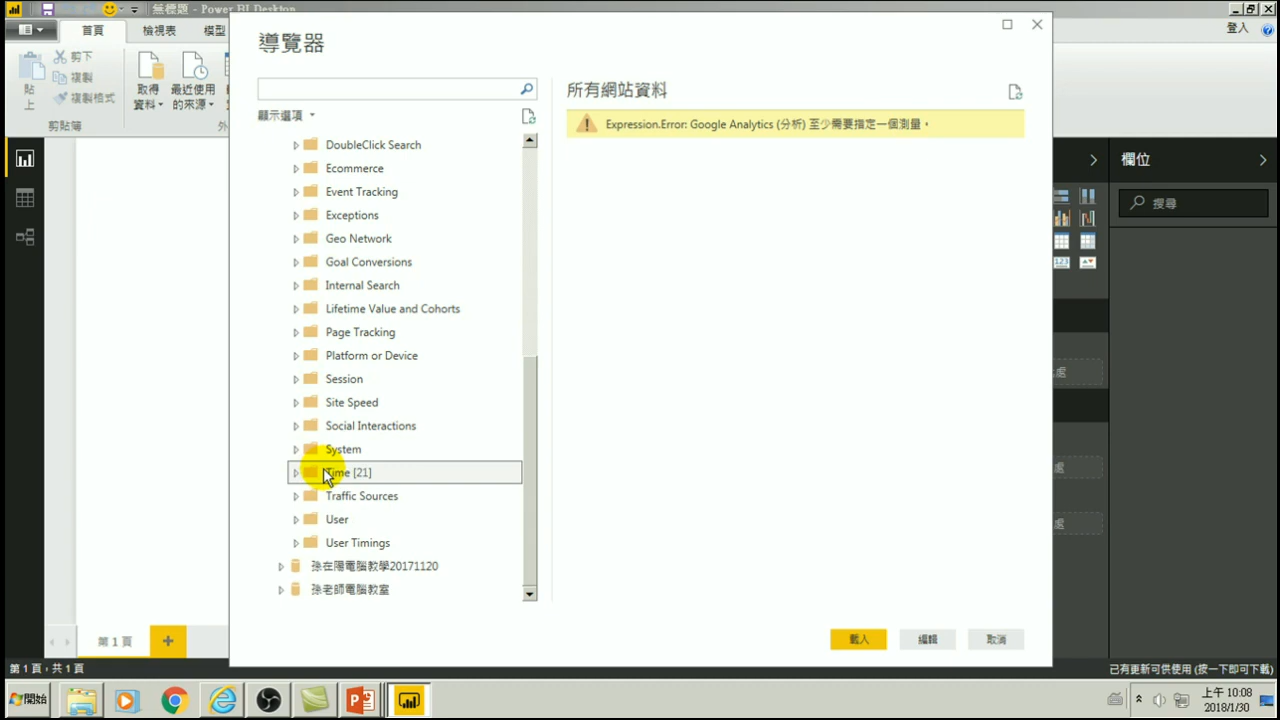 無標題 - Power BI Desktop
首頁
檢視表
模型
登入
貼上
剪下
複製
複製格式
剪貼簿
取得資料
最近使用的來源
外
導覽器
顯示選項
DoubleClick Search
Ecommerce
Event Tracking
Exceptions
Geo Network
Goal Conversions
Internal Search
Lifetime Value and Cohorts
Page Tracking
Platform or Device
Session
Site Speed
Social Interactions
System
Time [21]
Traffic Sources
User
User Timings
孫在陽電腦教學20171120
孫老師電腦教室
所有網站資料
Expression.Error: Google Analytics (分析) 至少需要指定一個測量。
載入
編輯
取消
欄位
搜尋
123
處
處
處
第 1 頁
第 1 頁，共 1 頁
已有更新可供使用 (按一下即可下載)
開始
上午 10:08
2018/1/30